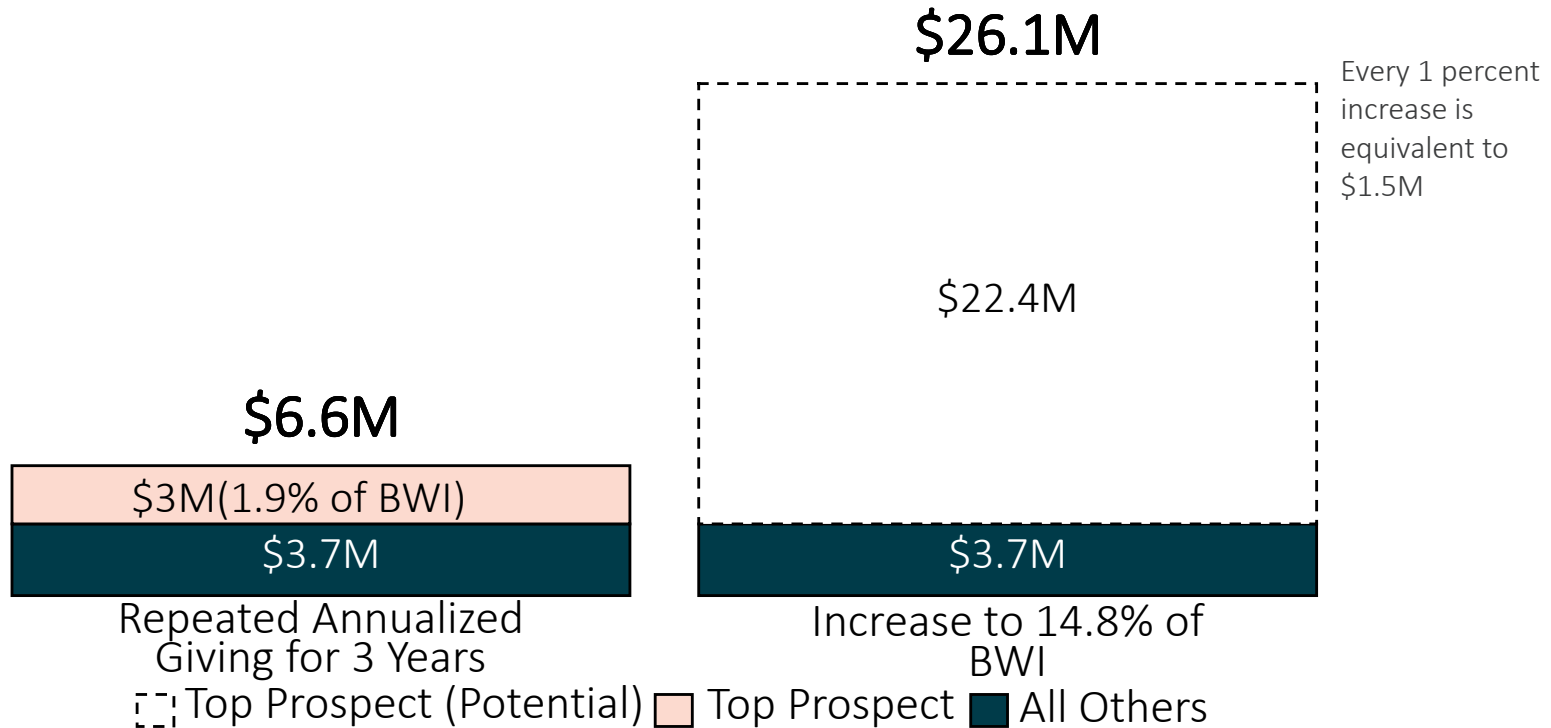 $26.1M
Every 1 percent
increase is
equivalent to
$1.5M
$22.4M
$6.6M
$3M(1.9% of BWI)
$3.7M
$3.7M
Repeated Annualized
Giving for 3 Years
Increase to 14.8% of
BWI
Top Prospect (Potential)
Top Prospect
All Others